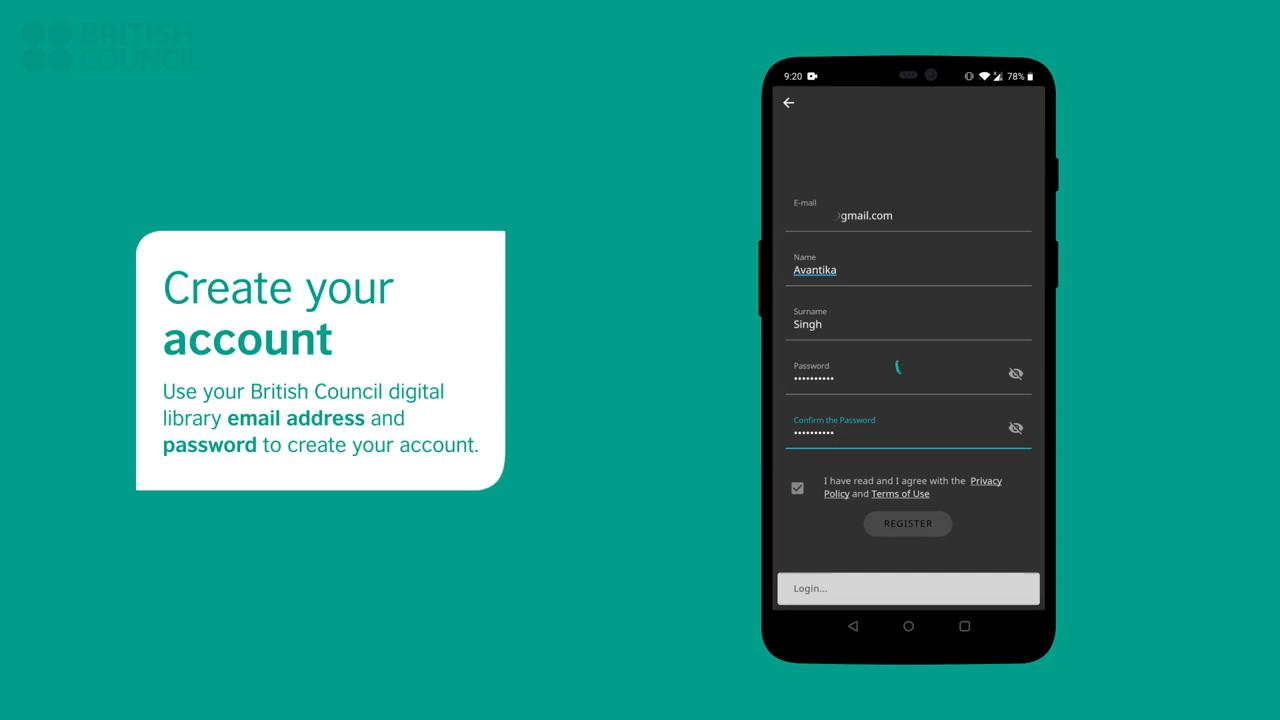 BRITISH
COUNCIL
Create your
account
Use your British Council digital
library email address and
password to create your account.
9:20
78%
E-mail
gmail.com
Name
Avantika
Surname
Singh
Password
••••••••••
Confirm the Password
••••••••••
I have read and I agree with the Privacy
Policy and Terms of Use
REGISTER
Login...